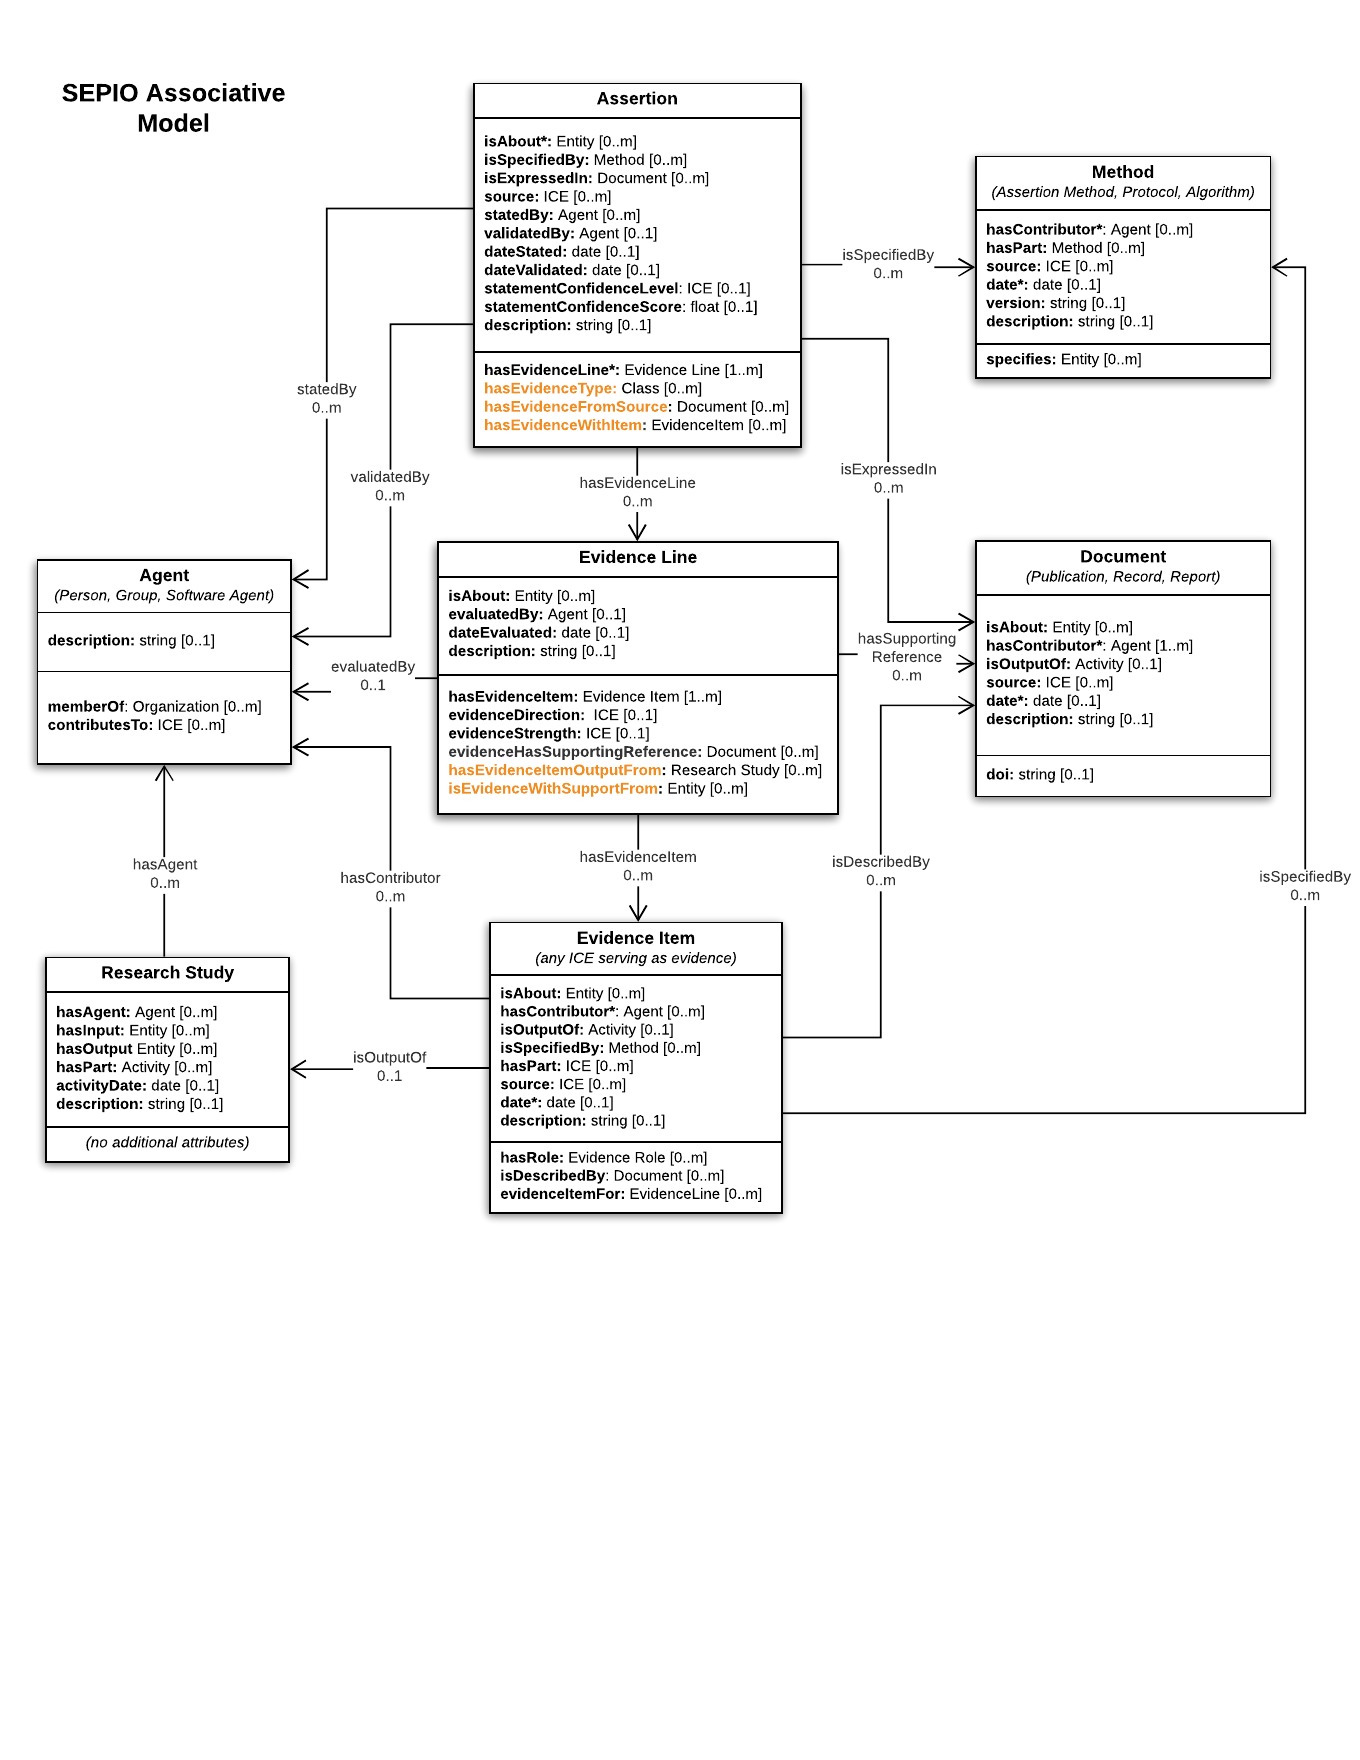 SEPIO Associative
Model
Assertion
isAbout*: Entity [0..m]
isSpecifiedBy: Method [0..m]
isExpressedIn: Document [0..m]
source: ICE [0..m]
statedBy: Agent [0..m]
validatedBy: Agent [0..1]
dateStated: date [0..1]
dateValidated: date [0..1]
statementConfidenceLevel: ICE [0..1]
statementConfidenceScore: float [0..1]
description: string [0..1]
hasEvidenceLine*: Evidence Line [1..m]
hasEvidenceType: Class [0..m]
hasEvidenceFromSource: Document [0..m]
hasEvidenceWithItem: EvidenceItem [0..m]
Method
(Assertion Method, Protocol, Algorithm)
hasContributor*: Agent [0..m]
hasPart: Method [0..m]
source: ICE [0..m]
date*: date [0..1]
version: string [0..1]
description: string [0..1]
specifies: Entity [0..m]
isSpecifiedBy
0..m
statedBy
0..m
validatedBy
0..m
hasEvidenceLine
0..m
isExpressedIn
0..m
Agent
(Person, Group, Software Agent)
description: string [0..1]
memberOf: Organization [0..m]
contributesTo: ICE [0..m]
evaluatedBy
0..1
Evidence Line
isAbout: Entity [0..m]
evaluatedBy: Agent [0..1]
dateEvaluated: date [0..1]
description: string [0..1]
hasEvidenceItem: Evidence Item [1..m]
evidenceDirection:  ICE [0..1]
evidenceStrength: ICE [0..1]
evidenceHasSupportingReference: Document [0..m]
hasEvidenceItemOutputFrom: Research Study [0..m]
isEvidenceWithSupportFrom: Entity [0..m]
hasSupporting
Reference
0..m
Document
(Publication, Record, Report)
isAbout: Entity [0..m]
hasContributor*: Agent [1..m]
isOutputOf: Activity [0..1]
source: ICE [0..m]
date*: date [0..1]
description: string [0..1]
doi: string [0..1]
hasAgent
0..m
hasContributor
0..m
hasEvidenceItem
0..m
isDescribedBy
0..m
isSpecifiedBy
0..m
Research Study
hasAgent: Agent [0..m]
hasInput: Entity [0..m]
hasOutput Entity [0..m]
hasPart: Activity [0..m]
activityDate: date [0..1]
description: string [0..1]
(no additional attributes)
isOutputOf
0..1
Evidence Item
(any ICE serving as evidence)
isAbout: Entity [0..m]
hasContributor*: Agent [0..m]
isOutputOf: Activity [0..1]
isSpecifiedBy: Method [0..m]
hasPart: ICE [0..m]
source: ICE [0..m]
date*: date [0..1]
description: string [0..1]
hasRole: Evidence Role [0..m]
isDescribedBy: Document [0..m]
evidenceItemFor: EvidenceLine [0..m]